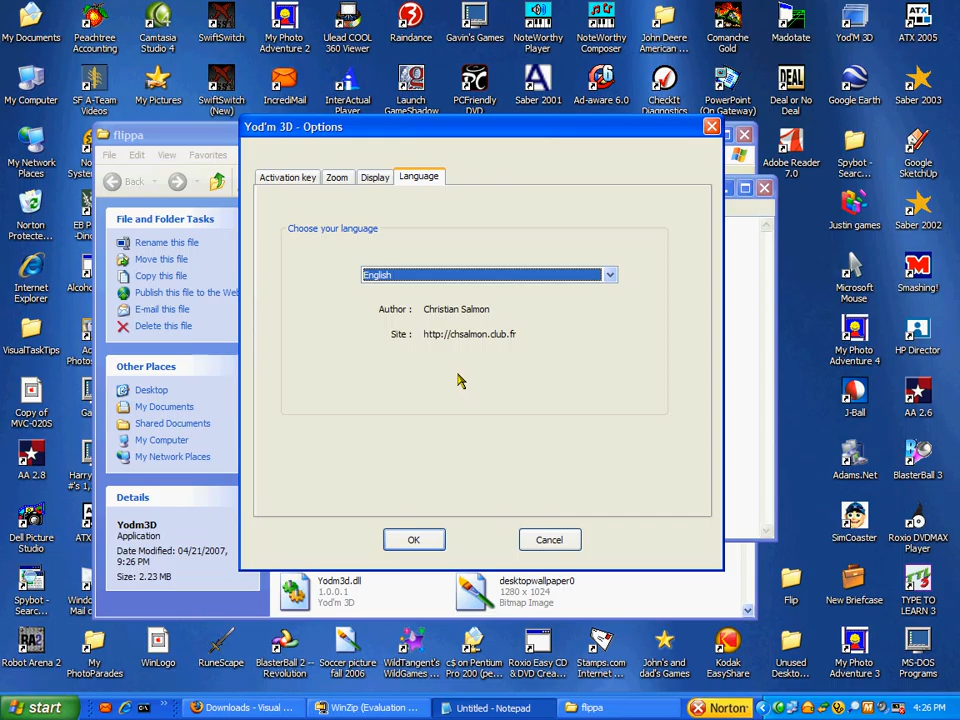 My Documents
Peachtree Accounting
Camtasia Studio 4
SwiftSwitch
My Photo Adventure 2
Ulead COOL 360 Viewer
Raindance
Gavin's Games
NoteWorthy Player
NoteWorthy Composer
John Deere American ...
Comanche Gold
Madotate
Yod'M 3D
ATX 2005
My Computer
SF A-Team Videos
My Pictures
SwiftSwitch (New)
IncrediMail
InterActual Player
Launch GameShadow
PCFriendly DVD
Saber 2001
Ad-aware 6.0
CheckIt Diagnostics
PowerPoint (On Gateway)
Deal or No Deal
Google Earth
Saber 2003
Yod'm 3D - Options
flippa
File Edit View Favorites
Back
Activation key Zoom Display Language
Choose your language
English
Author : Christian Salmon
Site : http://chsalmon.club.fr
OK Cancel
File and Folder Tasks
Rename this file
Move this file
Copy this file
Publish this file to the Web
E-mail this file
Delete this file
Other Places
Desktop
My Documents
Shared Documents
My Computer
My Network Places
Details
Yodm3D
Application
Date Modified: 04/21/2007,
9:26 PM
Size: 2.23 MB
Yodm3d.dll
1.0.0.1
Yod'm 3D
desktopwallpaper0
1280 x 1024
Bitmap Image
My Network Places
Norton Protecte...
Internet Explorer
VisualTaskTips
Copy of MVC-020S
AA 2.8
Dell Picture Studio
Spybot - Searc...
Adobe Reader 7.0
Spybot - Searc...
Google SketchUp
Justin games
Saber 2002
Microsoft Mouse
Smashing!
My Photo Adventure 4
HP Director
J-Ball
AA 2.6
Adams.Net
BlasterBall 3
SimCoaster
Roxio DVDMAX Player
Flip
New Briefcase
TYPE TO LEARN 3
Robot Arena 2
My PhotoParades
WinLogo
RuneScape
BlasterBall 2 -- Revolution
Soccer picture fall 2006
WildTangent's WildGames ...
c$ on Pentium Pro 200 (pe...
Roxio Easy CD & DVD Crea...
Stamps.com Internet ...
John's and dad's Games
Kodak EasyShare
Unused Deskto...
My Photo Adventure 3
MS-DOS Programs
start
Downloads - Visual ...
WinZip (Evaluation ...
Untitled - Notepad
flippa
Norton
4:26 PM